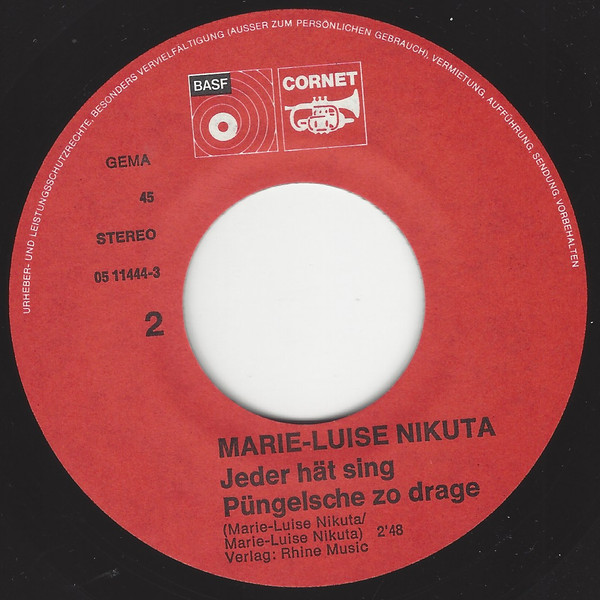 URHEBER- UND LEISTUNGSSCHUTZRECHTE, BESONDERS VERVIELFÄLTIGUNG (AUSSER ZUM PERSÖNLICHEN GEBRAUCH), VERMIETUNG, AUFFÜHRUNG, SENDUNG, VORBEHALTEN
BASF
CORNET
GEMA
45
STEREO
05 11444-3
2
MARIE-LUISE NIKUTA
Jeder hät sing
Püngelsche zo drage
(Marie-Luise Nikuta/
Marie-Luise Nikuta) 2'48
Verlag: Rhine Music